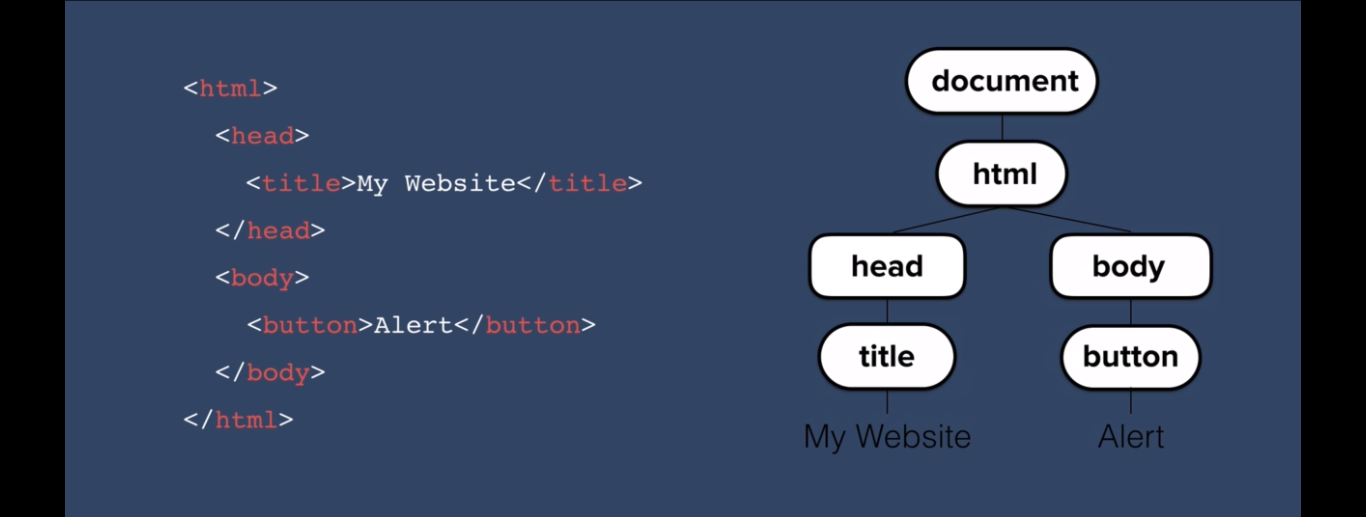 <html>
<head>
<title>My Website</title>
</head>
<body>
<button>Alert</button>
</body>
</html>
document
html
head body
title button
My Website Alert